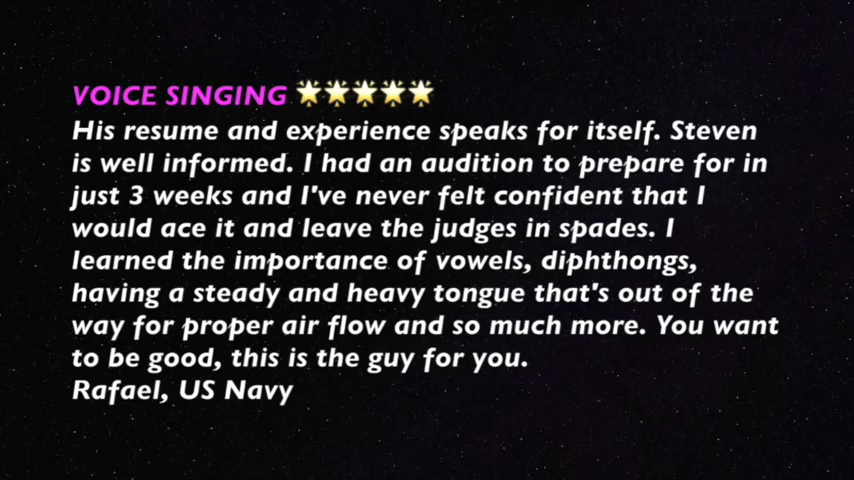 VOICE SINGING 🌟🌟🌟🌟🌟
His resume and experience speaks for itself. Steven
is well informed. I had an audition to prepare for in
just 3 weeks and I've never felt confident that I
would ace it and leave the judges in spades. I
learned the importance of vowels, diphthongs,
having a steady and heavy tongue that's out of the
way for proper air flow and so much more. You want
to be good, this is the guy for you.
Rafael, US Navy